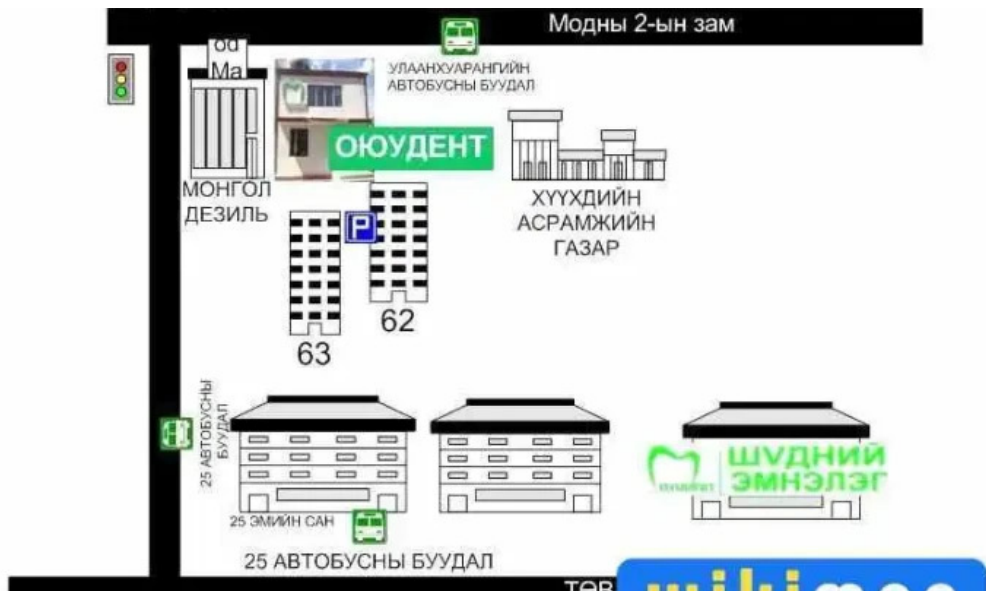 Модны 2-ын зам
od
Ma
УЛААНХУАРАНГИЙН
АВТОБУСНЫ БУУДАЛ
ОЮУДЕНТ
P
МОНГОЛ
ДЕЗИЛЬ
ХҮҮХДИЙН
АСРАМЖИЙН
ГАЗАР
62
63
25 АВТОБУСНЫ
БУУДАЛ
ШҮДНИЙ
ЭМНЭЛЭГ
25 ЭМИЙН САН
25 АВТОБУСНЫ БУУДАЛ